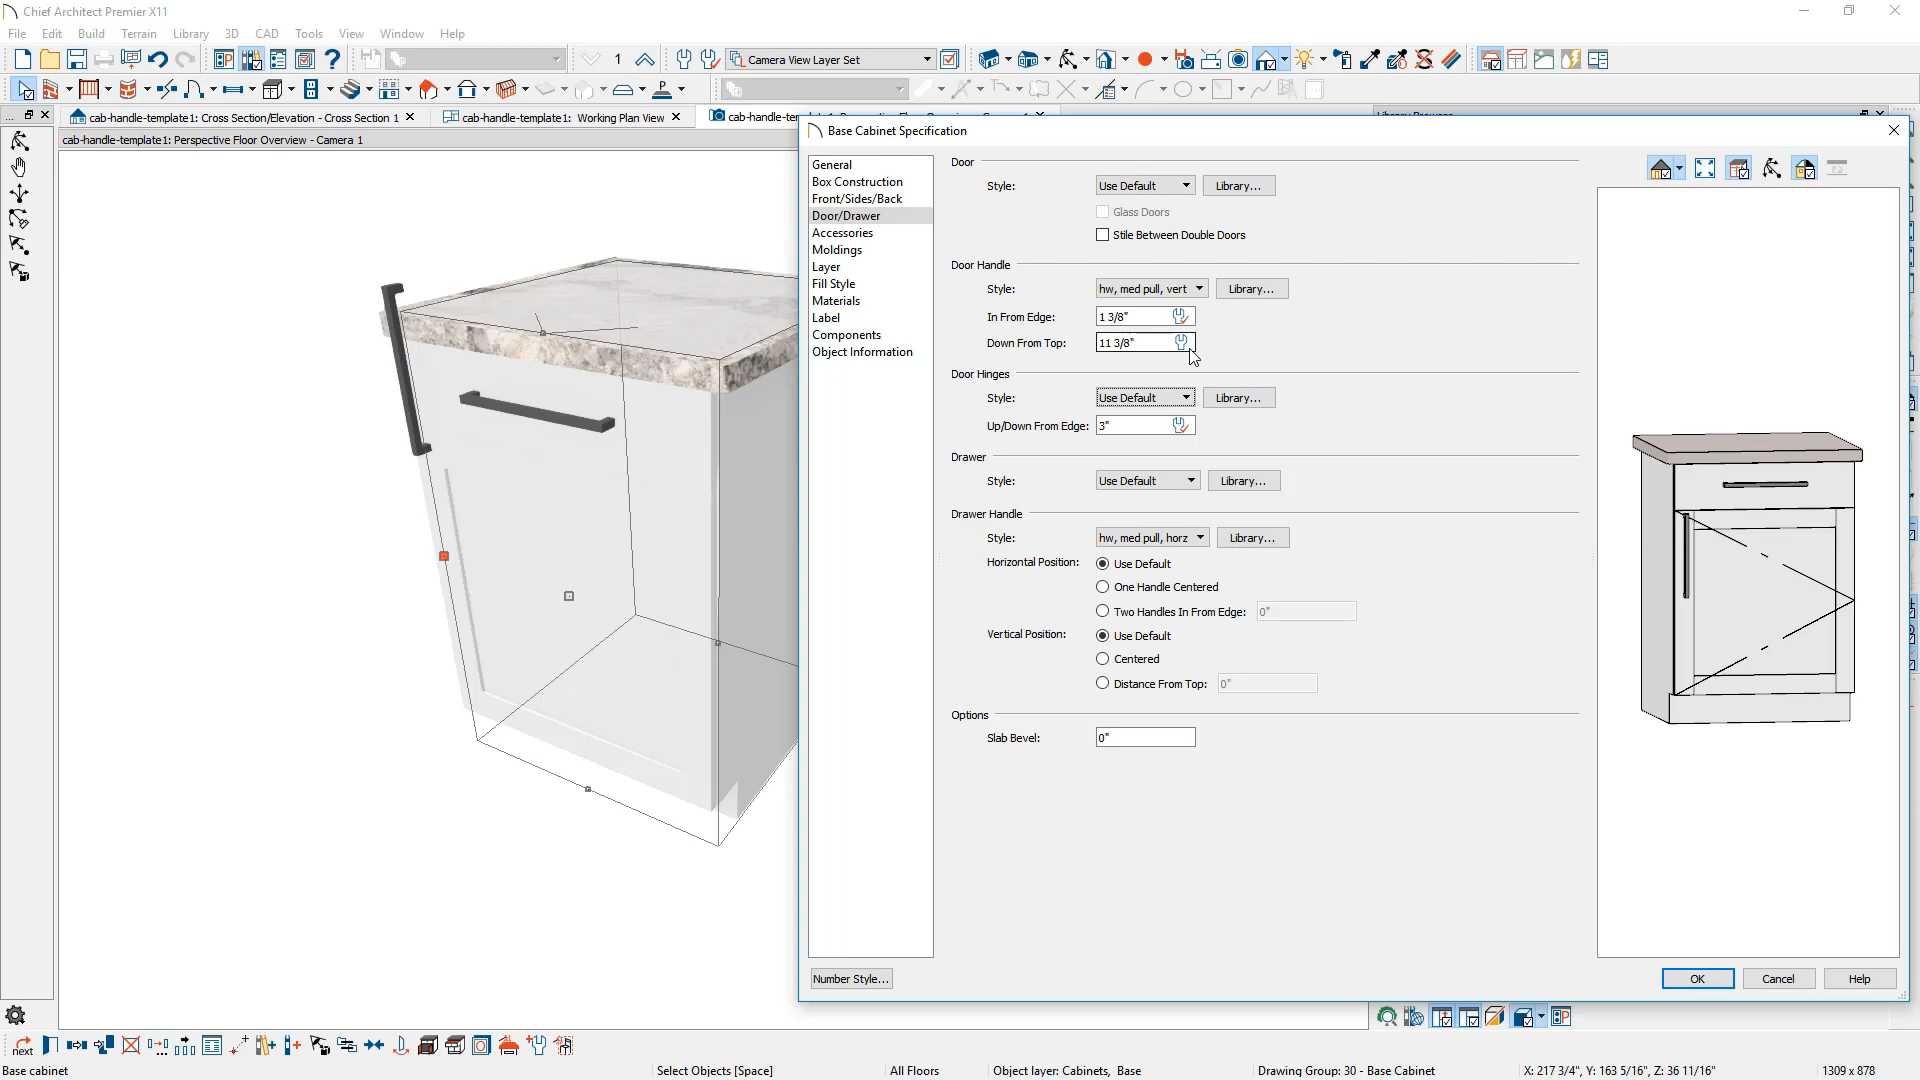 Chief Architect Premier X11
File Edit Build Terrain Library 3D CAD Tools View Window Help
1 Camera View Layer Set
cab-handle-template1: Cross Section/Elevation - Cross Section 1
cab-handle-template1: Working Plan View
cab-handle-tem
cab-handle-template1: Perspective Floor Overview - Camera 1
Base Cabinet Specification
General
Box Construction
Front/Sides/Back
Door/Drawer
Accessories
Moldings
Layer
Fill Style
Materials
Label
Components
Object Information
Door
Style: Use Default Library...
Glass Doors
Stile Between Double Doors
Door Handle
Style: hw, med pull, vert Library...
In From Edge: 1 3/8"
Down From Top: 11 3/8"
Door Hinges
Style: Use Default Library...
Up/Down From Edge: 3"
Drawer
Style: Use Default Library...
Drawer Handle
Style: hw, med pull, horz Library...
Horizontal Position: Use Default
One Handle Centered
Two Handles In From Edge: 0"
Vertical Position: Use Default
Centered
Distance From Top: 0"
Options
Slab Bevel: 0"
Number Style... OK Cancel Help
next
Base cabinet Select Objects [Space] All Floors Object layer: Cabinets, Base Drawing Group: 30 - Base Cabinet X: 217 3/4", Y: 163 5/16", Z: 36 11/16" 1309 x 878